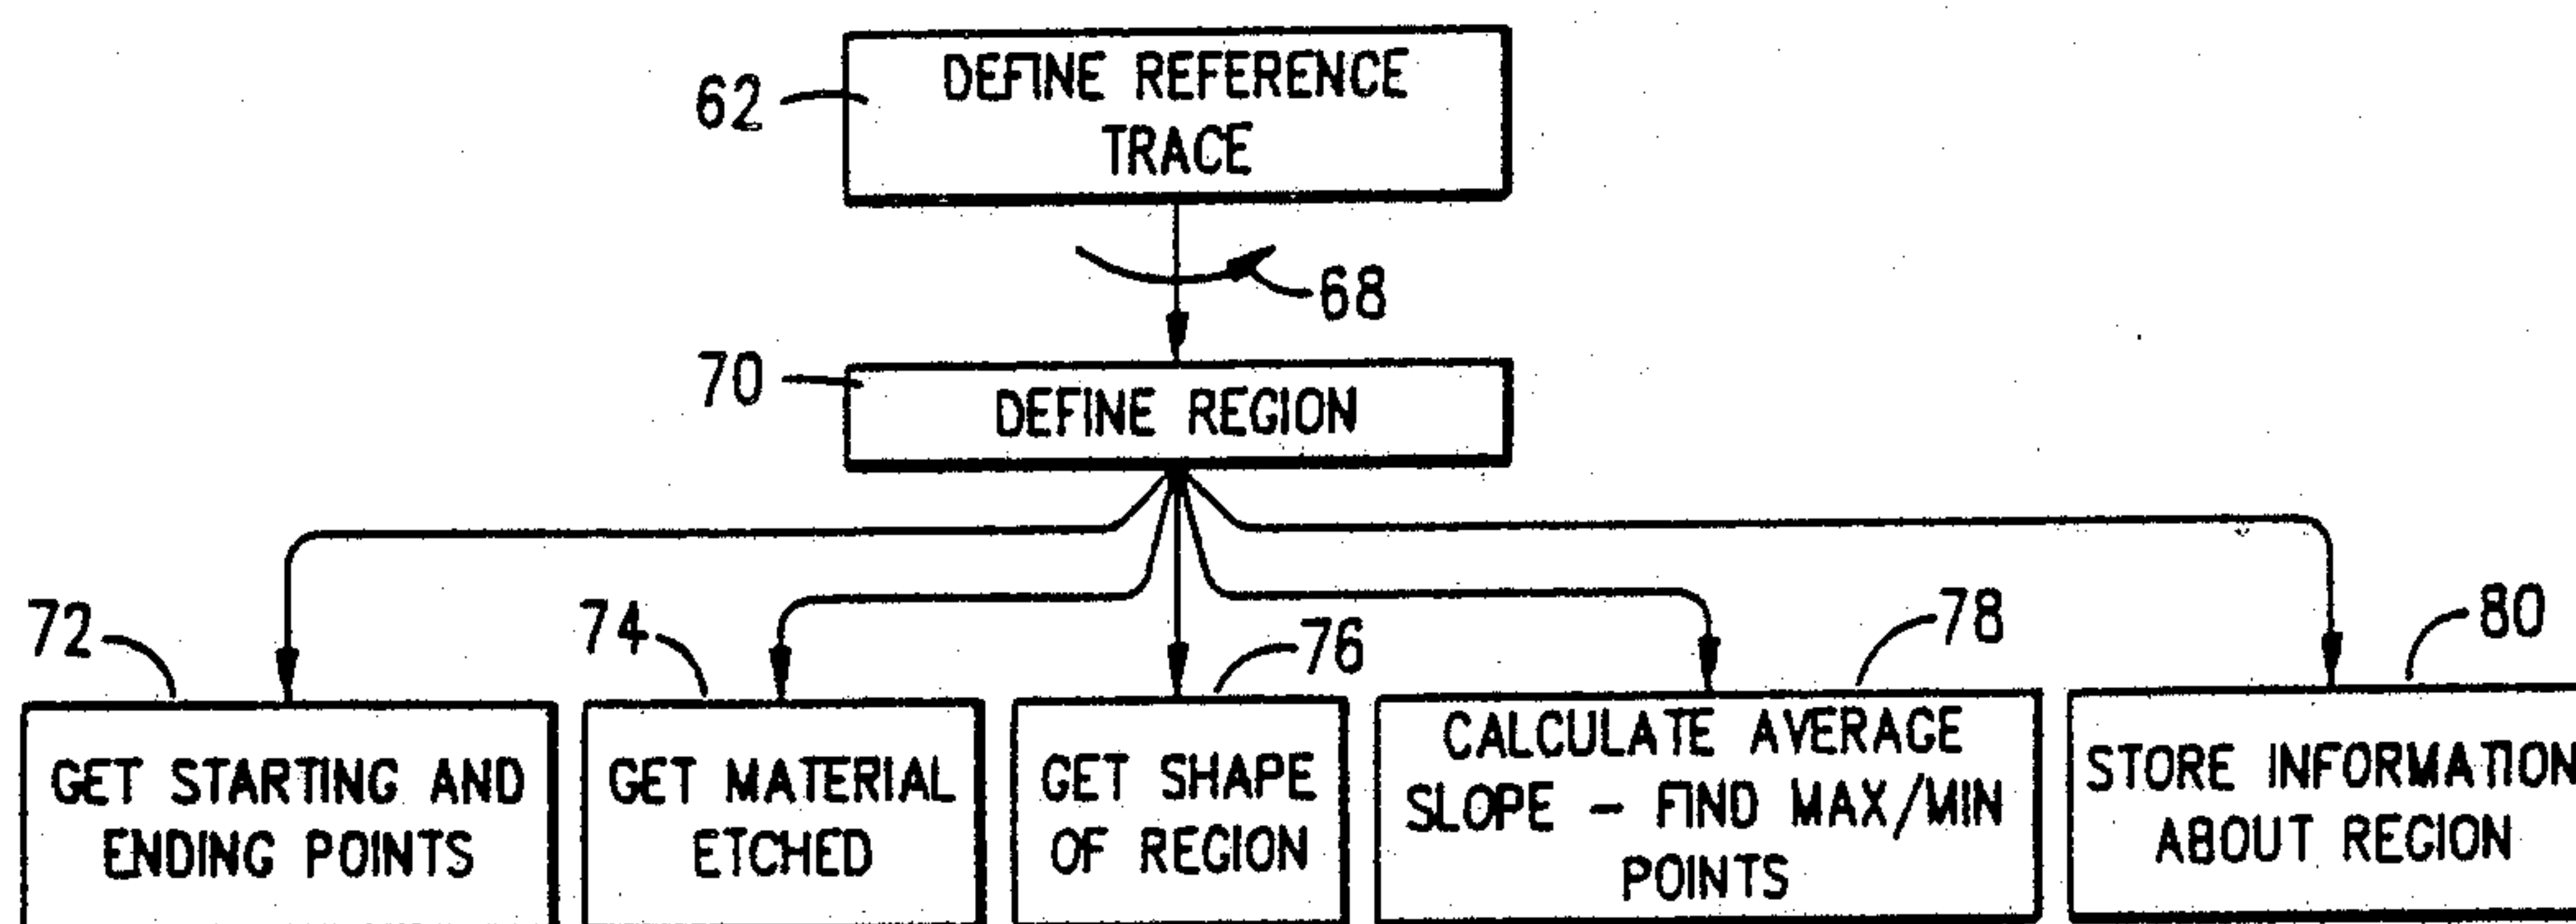 DEFINE REFERENCE
TRACE
62
68
70
DEFINE REGION
72
74
76
78
80
GET STARTING AND
ENDING POINTS
GET MATERIAL
ETCHED
GET SHAPE
OF REGION
CALCULATE AVERAGE
SLOPE - FIND MAX/MIN
POINTS
STORE INFORMATION
ABOUT REGION